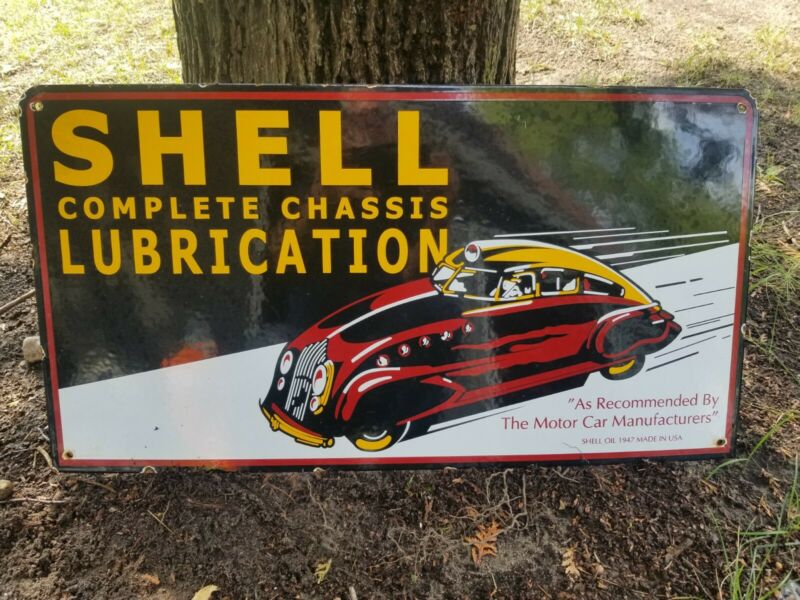 SHELL
COMPLETE CHASSIS
LUBRICATION
"As Recommended By
The Motor Car Manufacturers"
SHELL OIL 1947 MADE IN USA